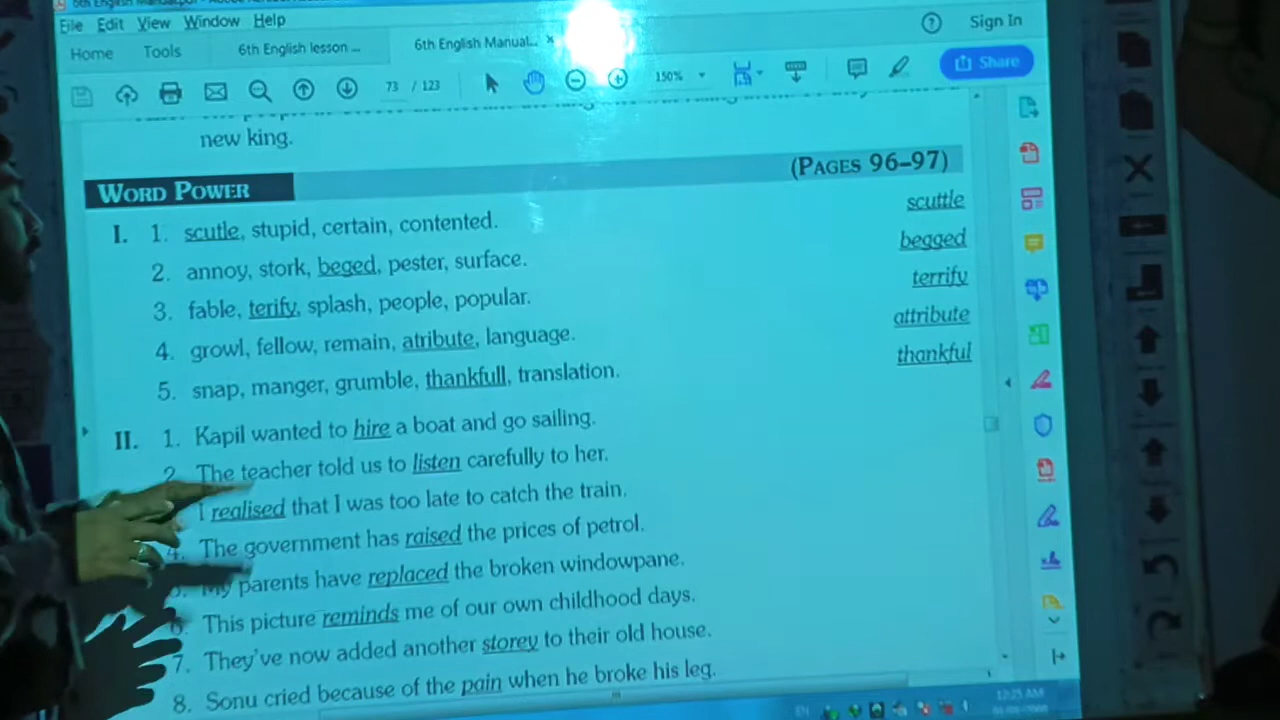 File Edit View Window Help
Sign In
Home Tools 6th English lesson ... 6th English Manual... ×
73 / 123 150% Share
new king.
WORD POWER (PAGES 96–97)
I. 1. scutle, stupid, certain, contented. scuttle
2. annoy, stork, beged, pester, surface. begged
3. fable, terify, splash, people, popular. terrify
4. growl, fellow, remain, atribute, language. attribute
5. snap, manger, grumble, thankfull, translation. thankful
II. 1. Kapil wanted to hire a boat and go sailing.
2. The teacher told us to listen carefully to her.
I realised that I was too late to catch the train.
4. The government has raised the prices of petrol.
My parents have replaced the broken windowpane.
6. This picture reminds me of our own childhood days.
7. They've now added another storey to their old house.
8. Sonu cried because of the pain when he broke his leg.
EN 12:25 AM